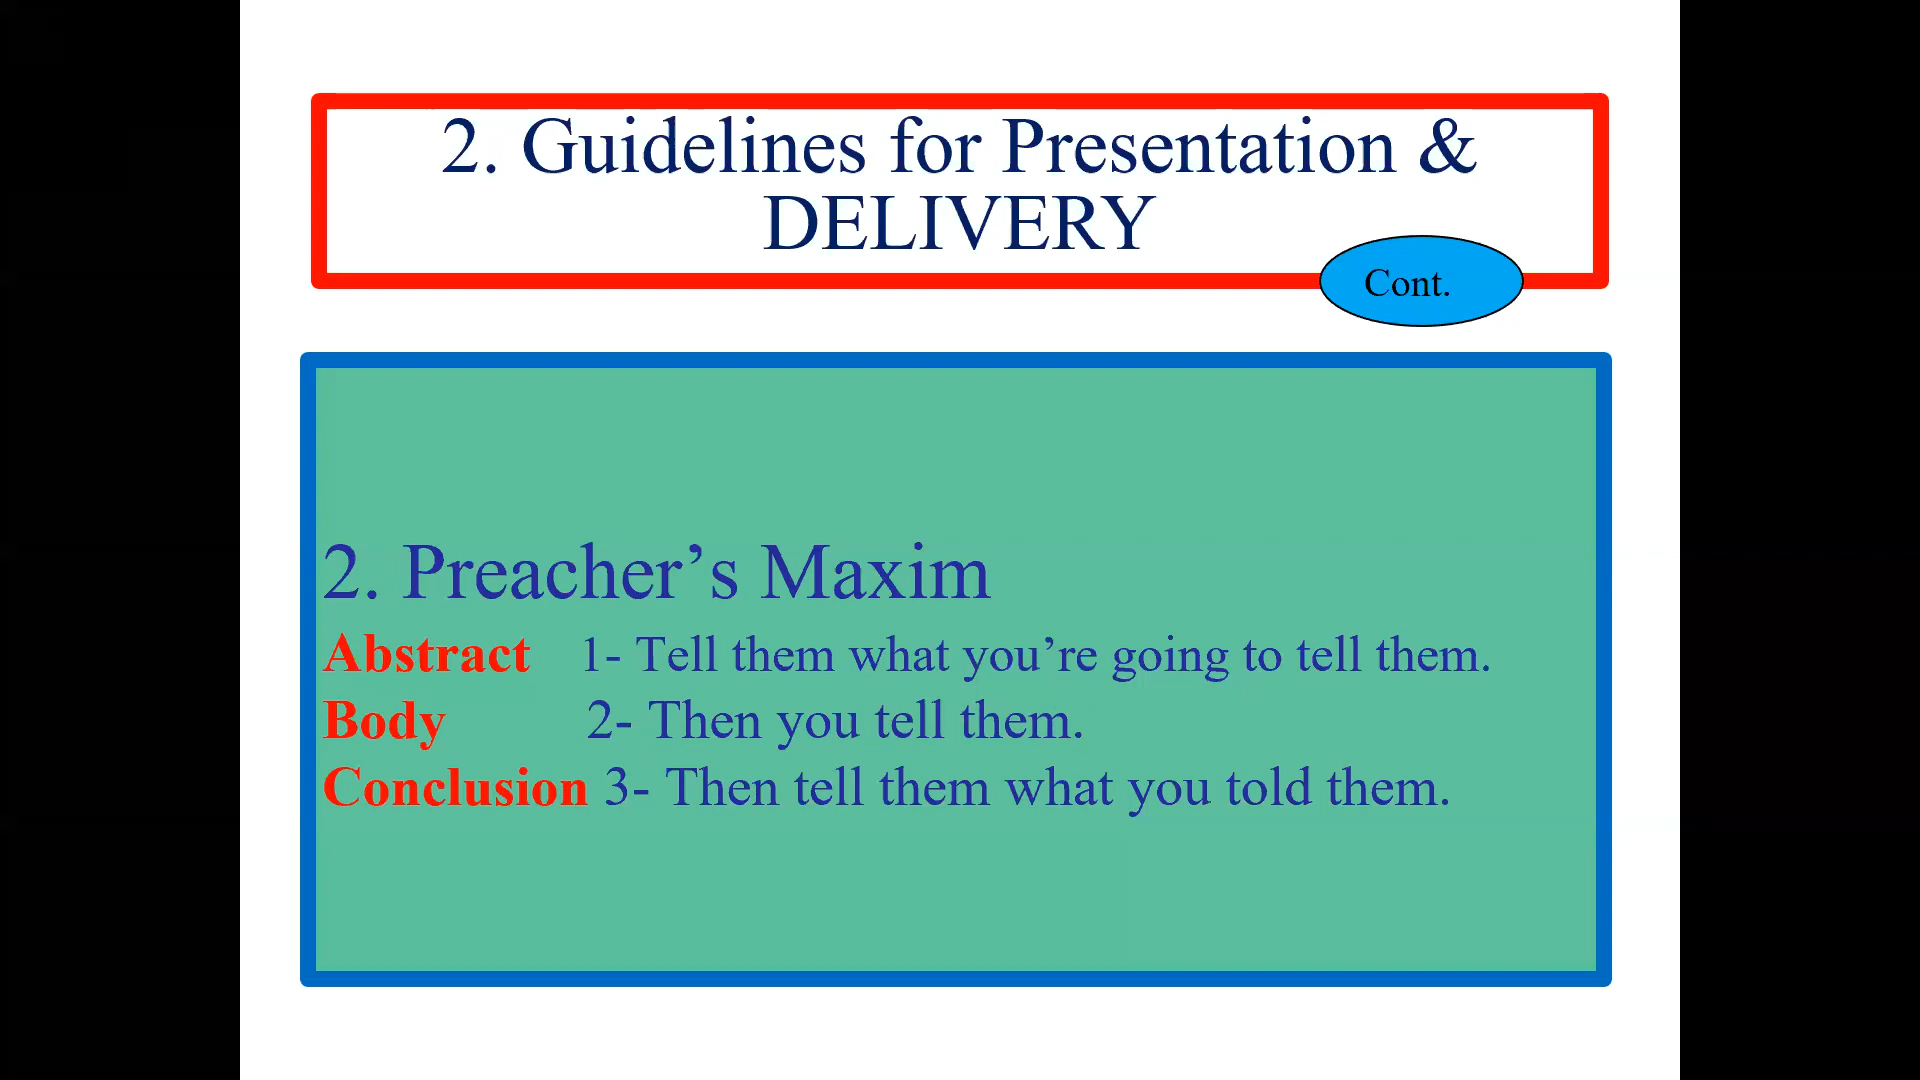 2. Guidelines for Presentation &
DELIVERY
Cont.
2. Preacher’s Maxim
Abstract 1- Tell them what you’re going to tell them.
Body 2- Then you tell them.
Conclusion 3- Then tell them what you told them.